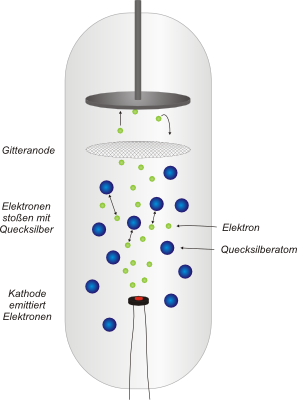 Gitteranode
Elektronen
stoßen mit
Quecksilber
Elektron
Quecksilberatom
Kathode
emittiert
Elektronen